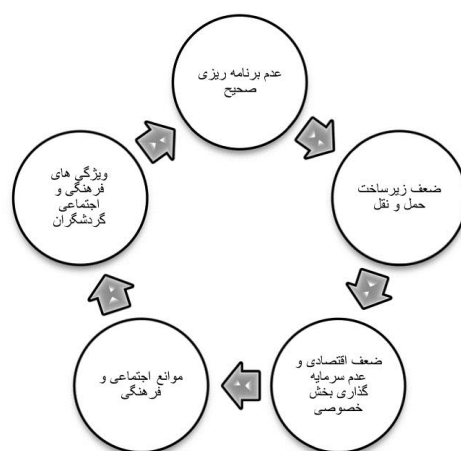 عدم برنامه ریزی
صحیح
ضعف زیرساخت
حمل و نقل
ضعف اقتصادی و
عدم سرمایه
گذاری بخش
خصوصی
موانع اجتماعی و
فرهنگی
ویژگی های
فرهنگی و
اجتماعی
گردشگران